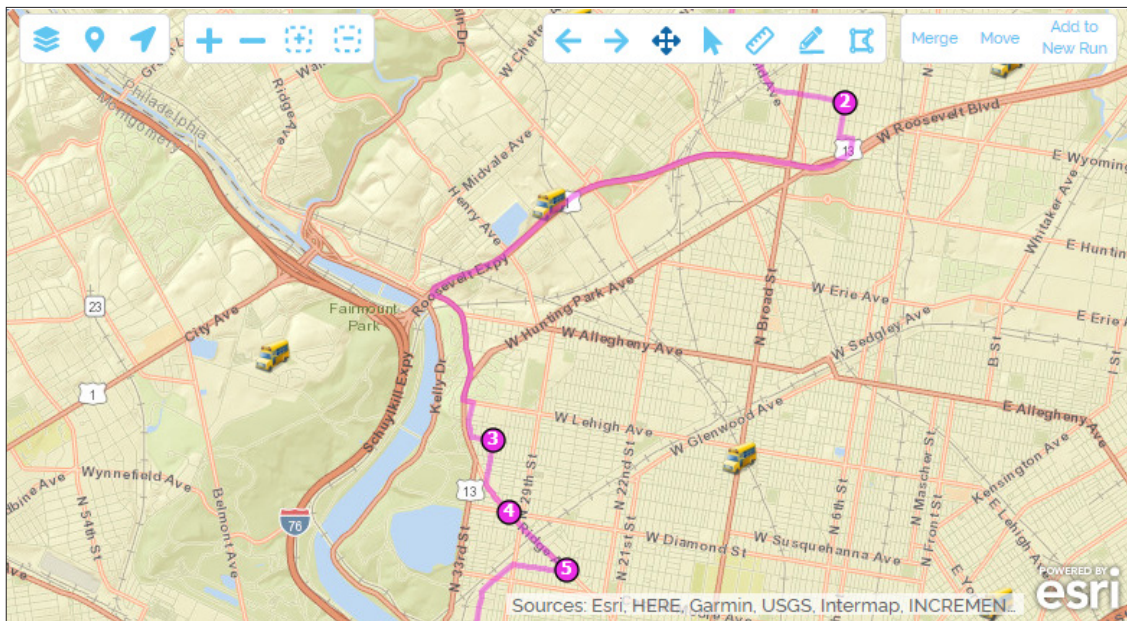 Merge
Move
Add to
New Run
Philadelphia
Montgomery
Ridge Ave
Midvale Ave
Henry Ave
2
W Roosevelt Blvd
13
E Wyoming
Whitaker Ave
Roosevelt Expy
N Broad St
W Erie Ave
23
City Ave
Fairmount
Park
W Hunting Park Ave
W Allegheny Ave
W Sedgley Ave
B St
I St
1
Schuylkill Expy
Kelly Dr
E Allegheny Ave
3
W Lehigh Ave
W Glenwood Ave
Wynnefield Ave
N 54th St
Belmont Ave
13
N 29th St
N 22nd St
N 6th St
N Mascher St
N Front St
Kensington Ave
E Lehigh Ave
76
4
N 33rd St
N 21st St
W Diamond St
W Susquehanna Ave
5
POWERED BY
esri
Sources: Esri, HERE, Garmin, USGS, Intermap, INCREMEN...